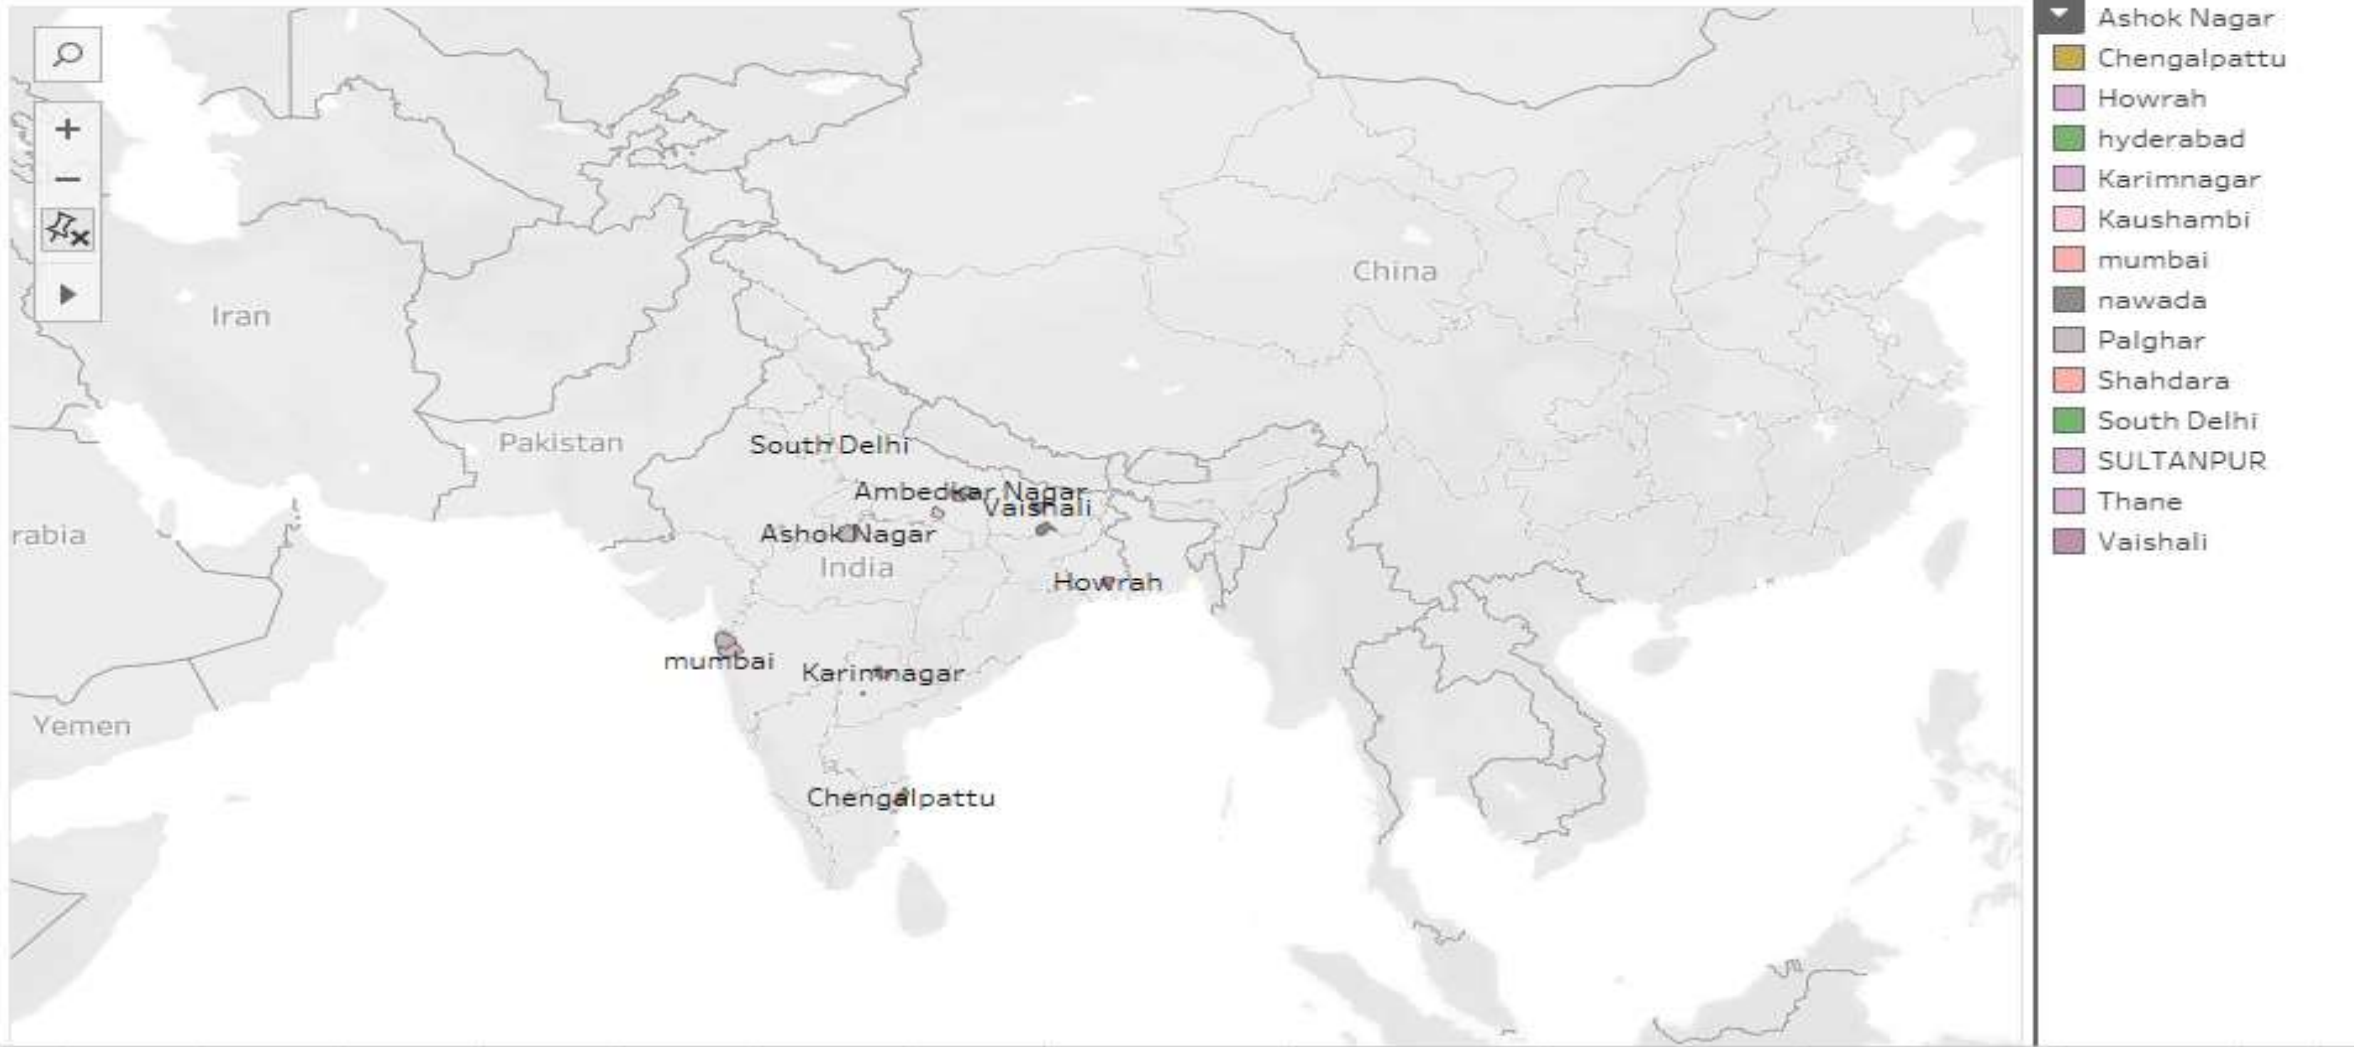 Ashok Nagar
Chengalpattu
Howrah
hyderabad
Karimnagar
Kaushambi
mumbai
nawada
Palghar
Shahdara
South Delhi
SULTANPUR
Thane
Vaishali
China
Iran
Pakistan
South Delhi
Ambedkar Nagar
Vaishali
rabia
Ashok Nagar
India
Howrah
mumbai
Karimnagar
Yemen
Chengalpattu